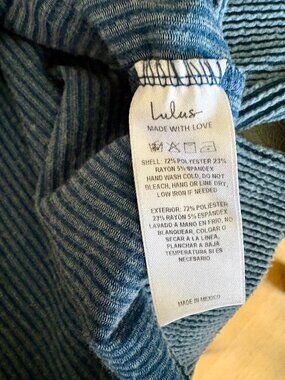 Lulus
MADE WITH LOVE
SHELL: 72% POLYESTER 23%
RAYON 5% SPANDEX
HAND WASH COLD, DO NOT
BLEACH, HANG OR LINE DRY,
LOW IRON IF NEEDED
EXTERIOR: 72% POLIESTER
23% RAYON 5% ESPANDEX
LAVADO A MANO EN FRIO, NO
BLANQUEAR, COLGAR O
SECAR A LA LINEA,
PLANCHAR A BAJA
TEMPERATURA SI ES
NECESARIO
MADE IN MEXICO